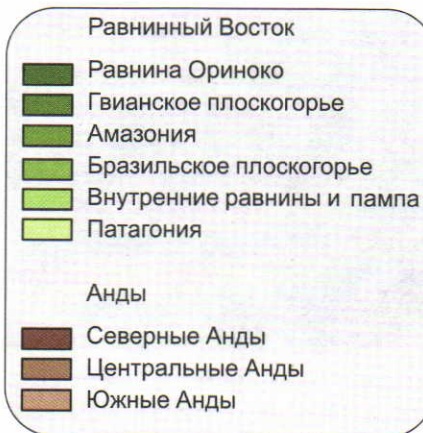 Равнинный Восток
Равнина Ориноко
Гвианское плоскогорье
Амазония
Бразильское плоскогорье
Внутренние равнины и пампа
Патагония
Анды
Северные Анды
Центральные Анды
Южные Анды